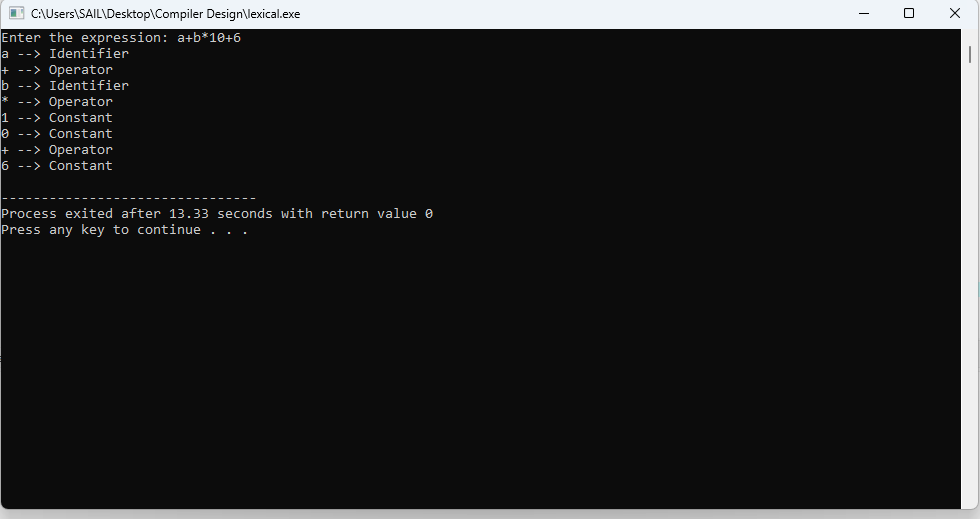 C:\Users\SAIL\Desktop\Compiler Design\lexical.exe
Enter the expression: a+b*10+6
a --> Identifier
+ --> Operator
b --> Identifier
* --> Operator
1 --> Constant
0 --> Constant
+ --> Operator
6 --> Constant
--------------------------------
Process exited after 13.33 seconds with return value 0
Press any key to continue . . .